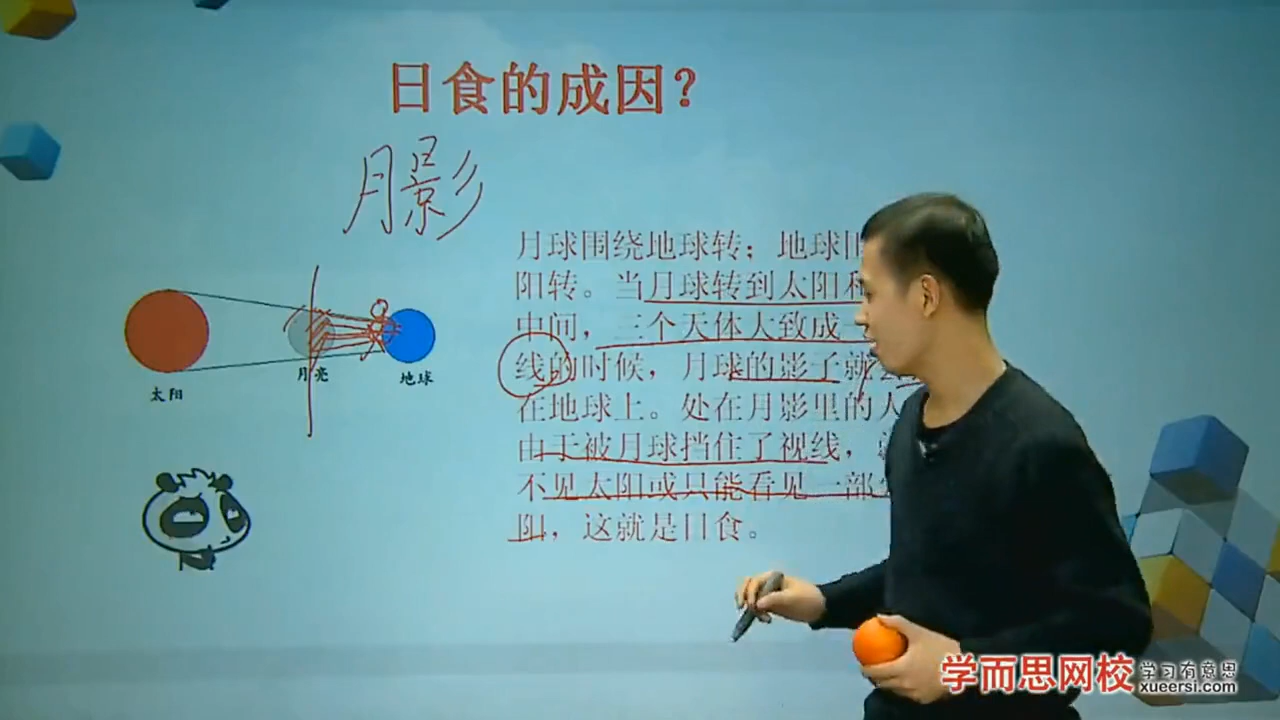 日食的成因？
月影
月球围绕地球转；地球
阳转。当月球转到太阳
中间，三个天体大致成
线的时候，月球的影子就
在地球上。处在月影里的人
由于被月球挡住了视线，
不见太阳或只能看见一部
阳，这就是日食。
太阳
月亮
地球
学而思网校
学习有意思
xueersi.com